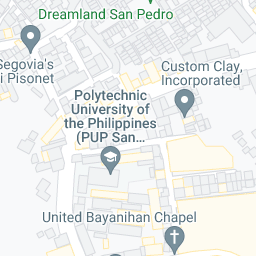 Dreamland San Pedro
Segovia's
i Pisonet
Custom Clay,
Incorporated
Polytechnic
University of
the Philippines
(PUP San...
United Bayanihan Chapel